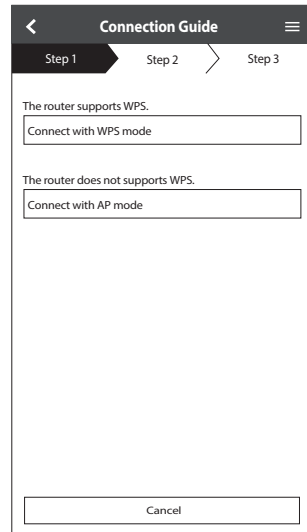 Connection Guide
Step 1 Step 2 Step 3
The router supports WPS.
Connect with WPS mode
The router does not supports WPS.
Connect with AP mode
Cancel